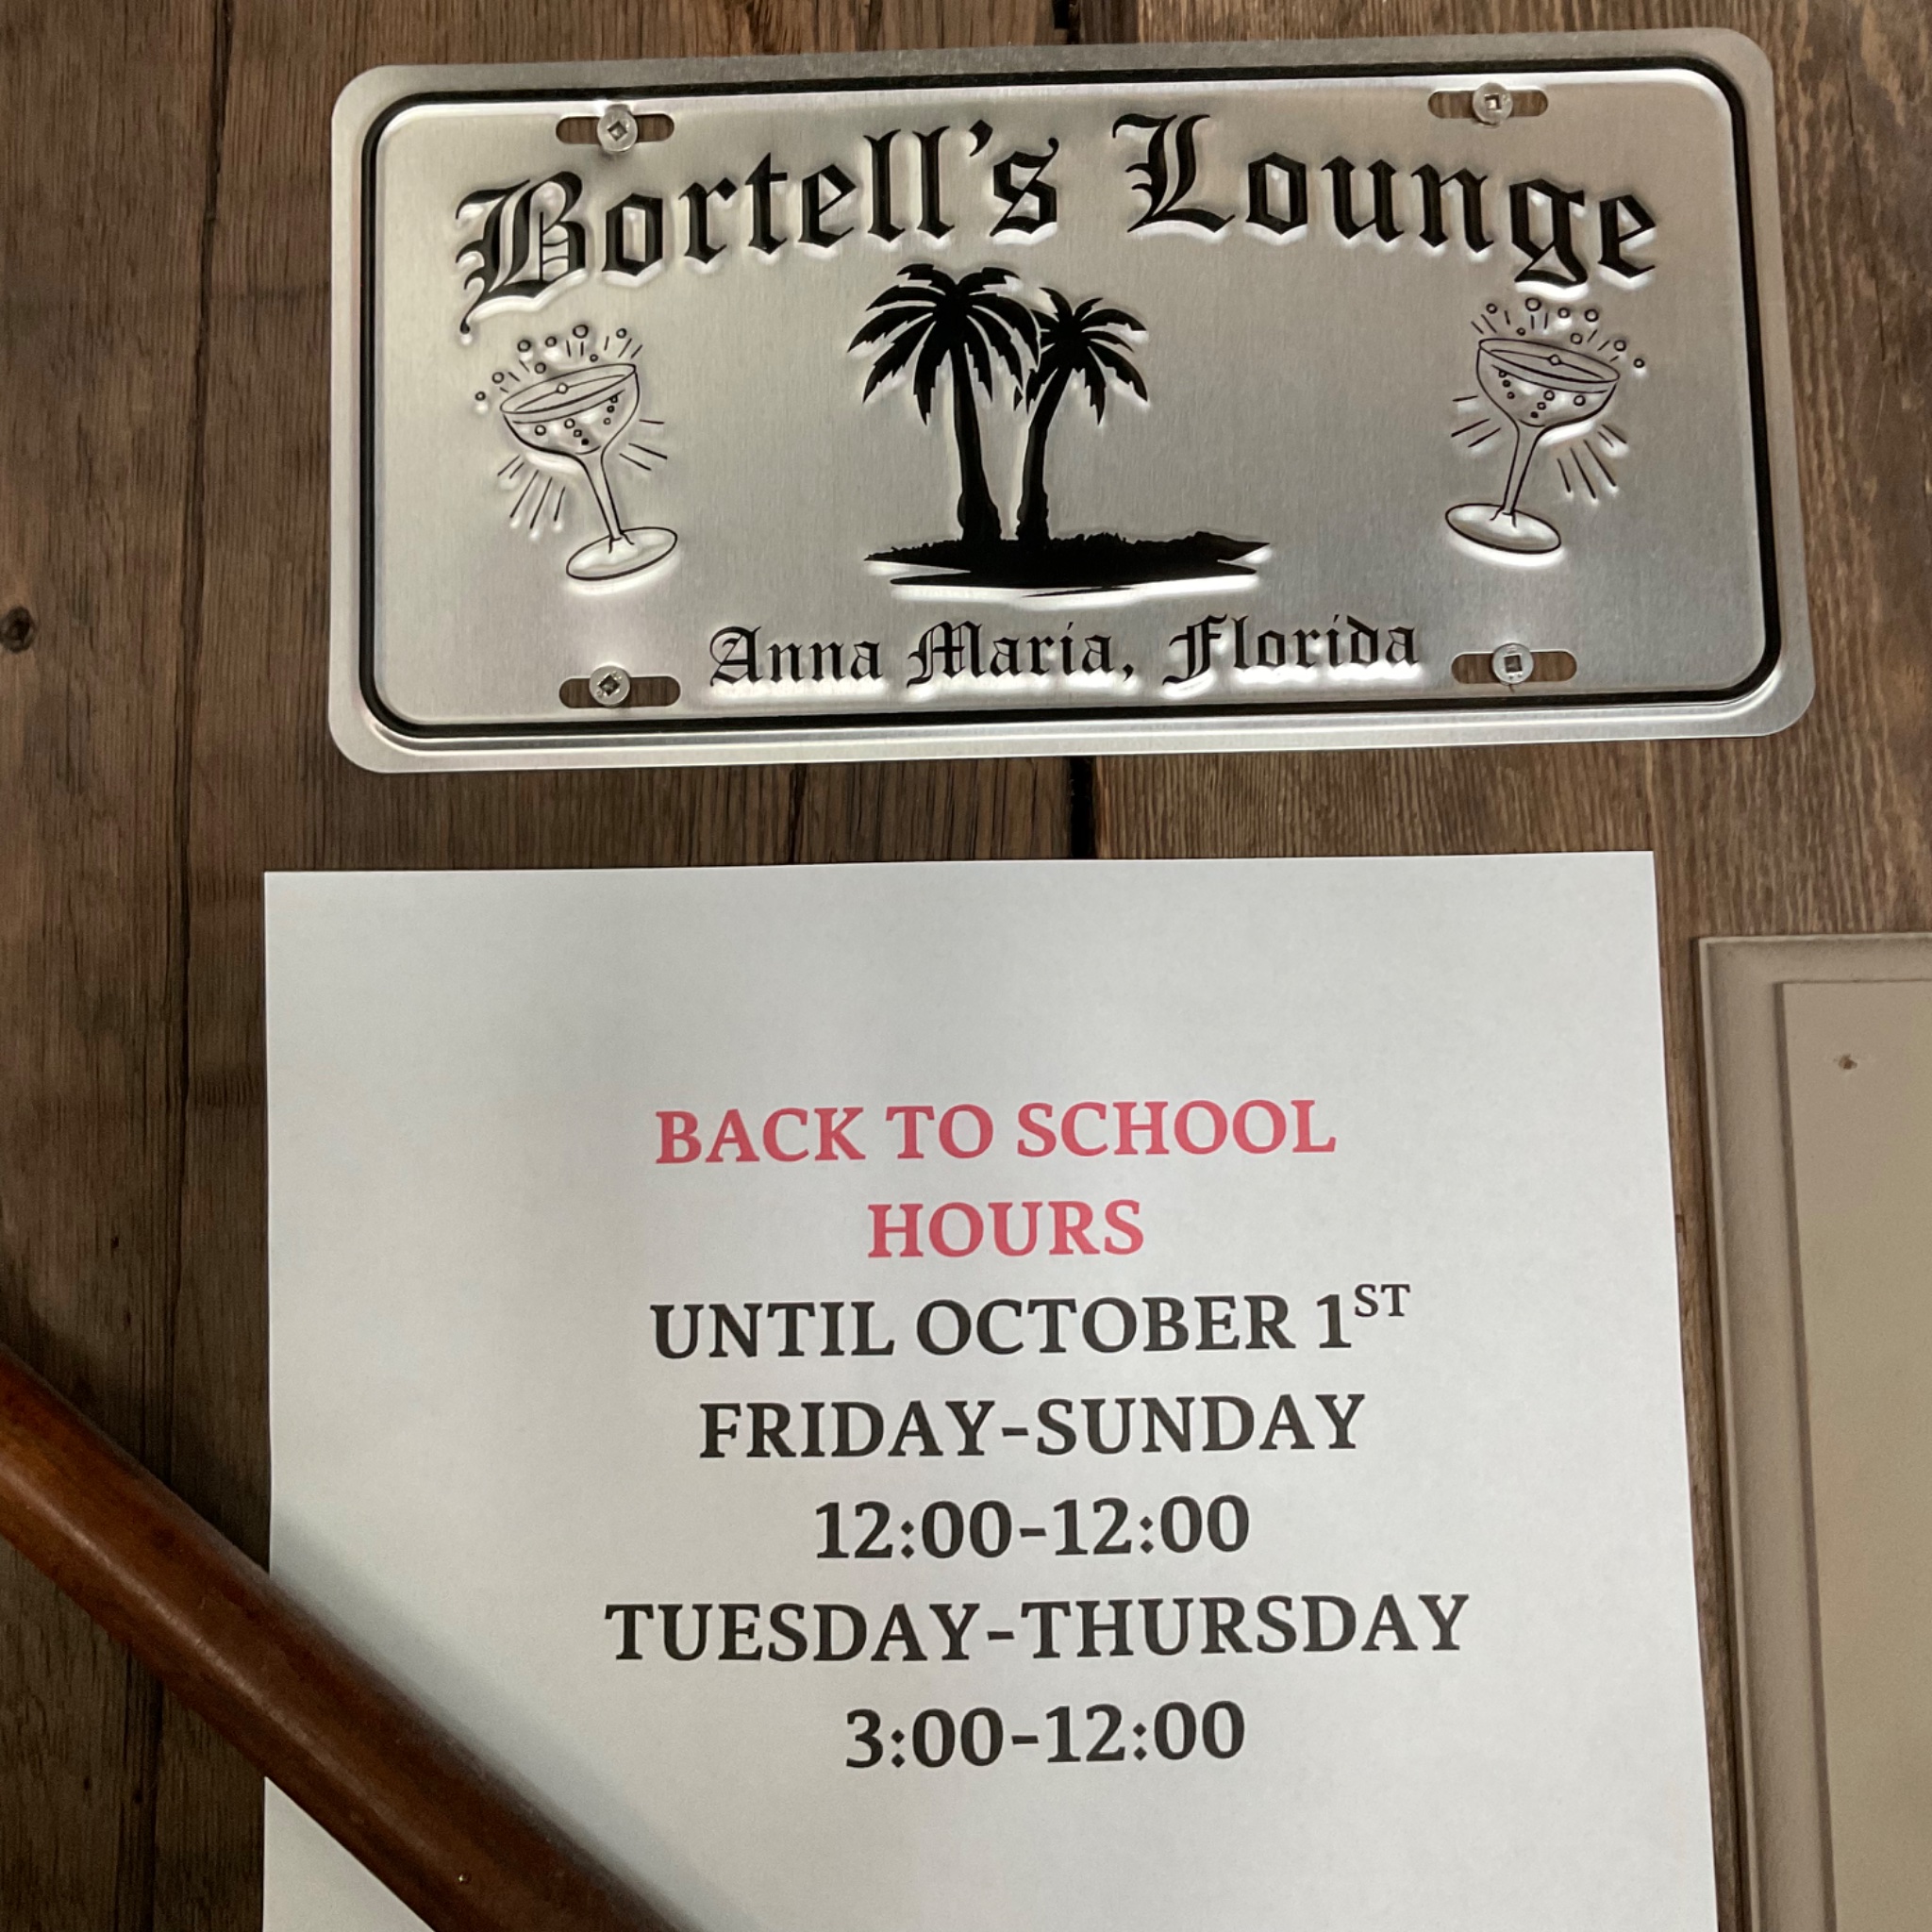 Bortell's Lounge
Anna Maria, Florida
BACK TO SCHOOL
HOURS
UNTIL OCTOBER 1ST
FRIDAY-SUNDAY
12:00-12:00
TUESDAY-THURSDAY
3:00-12:00